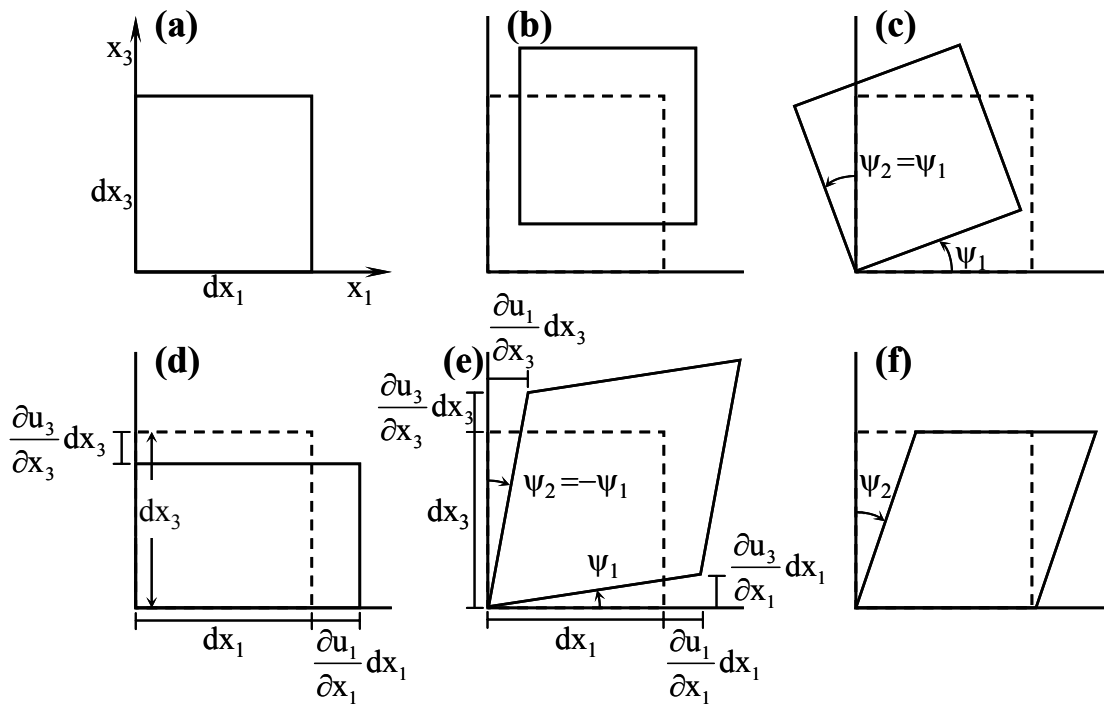 (a)
x₃
dx₃
dx₁
x₁
(b)
(c)
ψ₂=ψ₁
ψ₁
(d)
∂u₃/∂x₃ dx₃
dx₃
dx₁
∂u₁/∂x₁ dx₁
∂u₁/∂x₃ dx₃
(e)
∂u₃/∂x₃ dx₃
ψ₂=−ψ₁
dx₃
ψ₁
∂u₃/∂x₁ dx₁
dx₁
∂u₁/∂x₁ dx₁
(f)
ψ₂